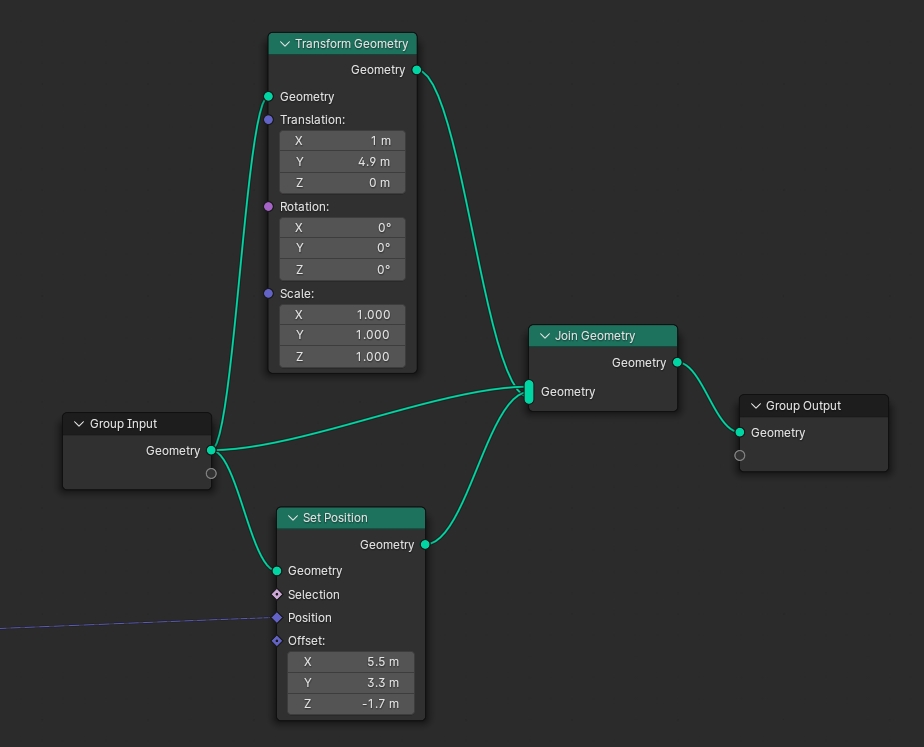 Transform Geometry
Geometry
Geometry
Translation:
X 1 m
Y 4.9 m
Z 0 m
Rotation:
X 0°
Y 0°
Z 0°
Scale:
X 1.000
Y 1.000
Z 1.000
Join Geometry
Geometry
Geometry
Group Input
Geometry
Group Output
Geometry
Set Position
Geometry
Geometry
Selection
Position
Offset:
X 5.5 m
Y 3.3 m
Z -1.7 m